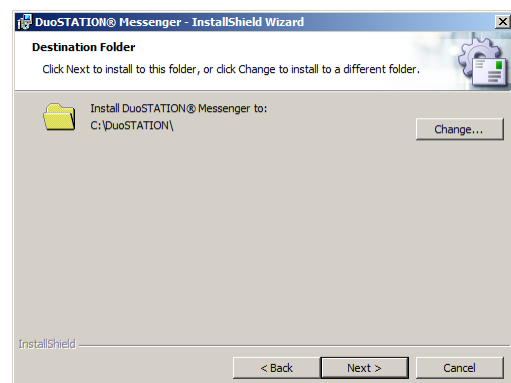 DuoSTATION® Messenger - InstallShield Wizard
Destination Folder
Click Next to install to this folder, or click Change to install to a different folder.
Install DuoSTATION® Messenger to:
C:\DuoSTATION\
Change...
InstallShield
< Back
Next >
Cancel